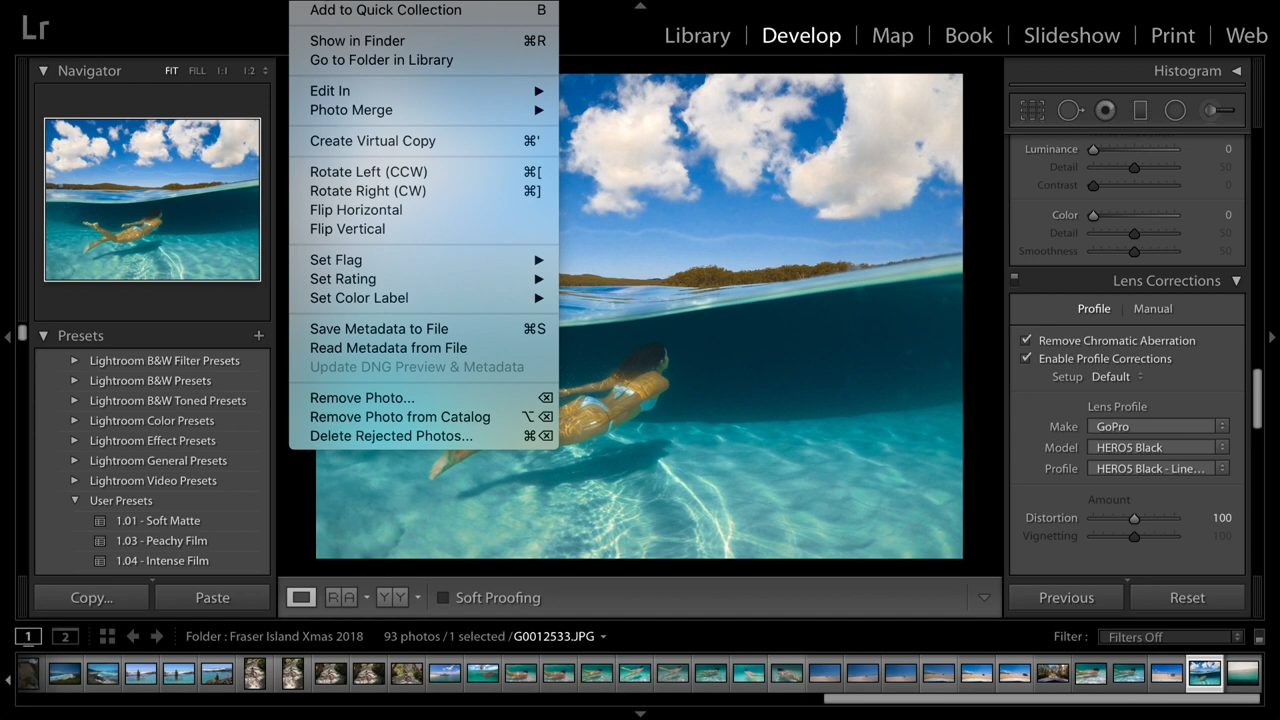 Lr
Library | Develop | Map | Book | Slideshow | Print | Web
Navigator FIT FILL 1:1 1:2
Presets +
Lightroom B&W Filter Presets
Lightroom B&W Presets
Lightroom B&W Toned Presets
Lightroom Color Presets
Lightroom Effect Presets
Lightroom General Presets
Lightroom Video Presets
User Presets
1.01 - Soft Matte
1.03 - Peachy Film
1.04 - Intense Film
Copy... Paste
Add to Quick Collection B
Show in Finder ⌘R
Go to Folder in Library
Edit In
Photo Merge
Create Virtual Copy ⌘'
Rotate Left (CCW) ⌘[
Rotate Right (CW) ⌘]
Flip Horizontal
Flip Vertical
Set Flag
Set Rating
Set Color Label
Save Metadata to File ⌘S
Read Metadata from File
Update DNG Preview & Metadata
Remove Photo... ⌫
Remove Photo from Catalog ⌥⌫
Delete Rejected Photos... ⌘⌫
Histogram
Luminance 0
Detail 50
Contrast 0
Color 0
Detail 50
Smoothness 50
Lens Corrections
Profile | Manual
Remove Chromatic Aberration
Enable Profile Corrections
Setup Default
Lens Profile
Make GoPro
Model HERO5 Black
Profile HERO5 Black - Line...
Amount
Distortion 100
Vignetting 100
Previous Reset
R A Y Y Soft Proofing
1 2 Folder : Fraser Island Xmas 2018 93 photos / 1 selected / G0012533.JPG Filter : Filters Off